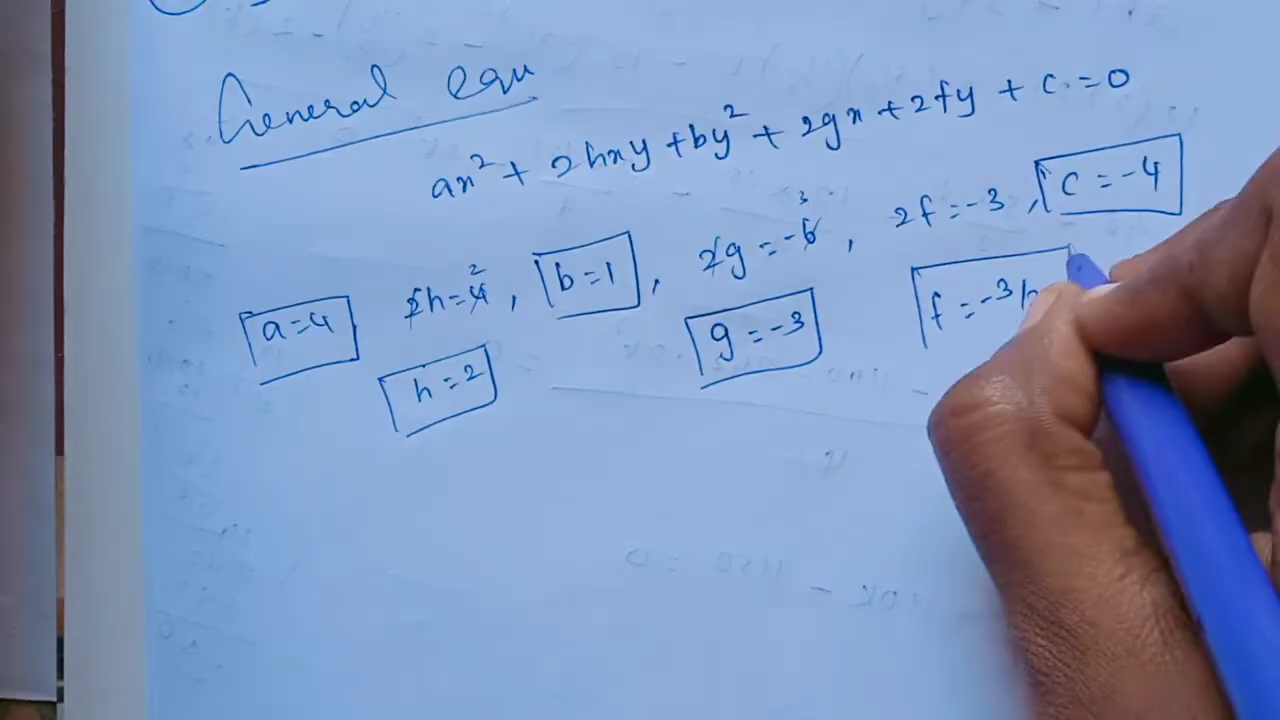 General equ
ax² + 2hxy + by² + 2gx + 2fy + c = 0
a=4 2h=4 2, b=1, 2g=-6 3, 2f=-3, c=-4
h=2 g=-3 f=-3/